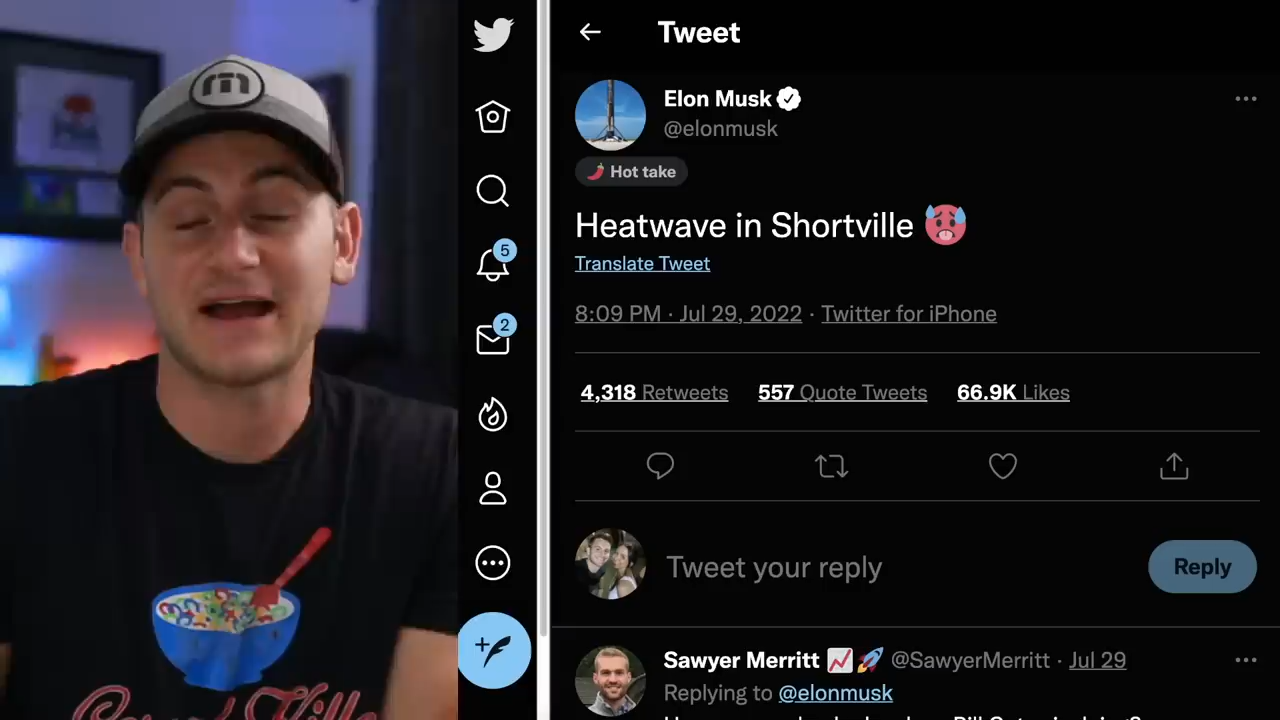 m
Tweet
Elon Musk
@elonmusk
🌶️ Hot take
Heatwave in Shortville 🥵
Translate Tweet
8:09 PM · Jul 29, 2022 · Twitter for iPhone
4,318 Retweets 557 Quote Tweets 66.9K Likes
5
2
Tweet your reply
Reply
Sawyer Merritt 📈🚀 @SawyerMerritt · Jul 29
Replying to @elonmusk